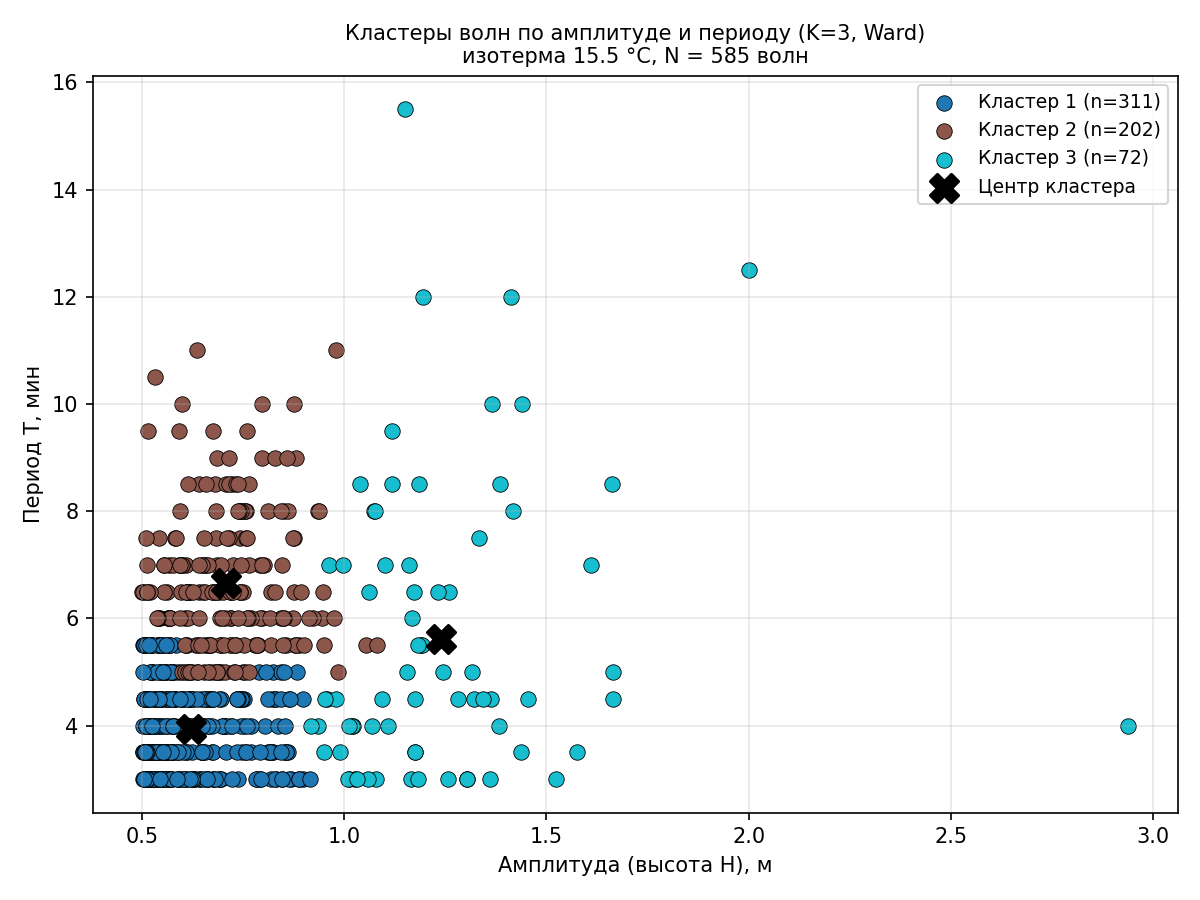 Кластеры волн по амплитуде и периоду (K=3, Ward)
изотерма 15.5 °C, N = 585 волн
Кластер 1 (n=311)
Кластер 2 (n=202)
Кластер 3 (n=72)
Центр кластера
Период T, мин
16
14
12
10
8
6
4
0.5 1.0 1.5 2.0 2.5 3.0
Амплитуда (высота H), м